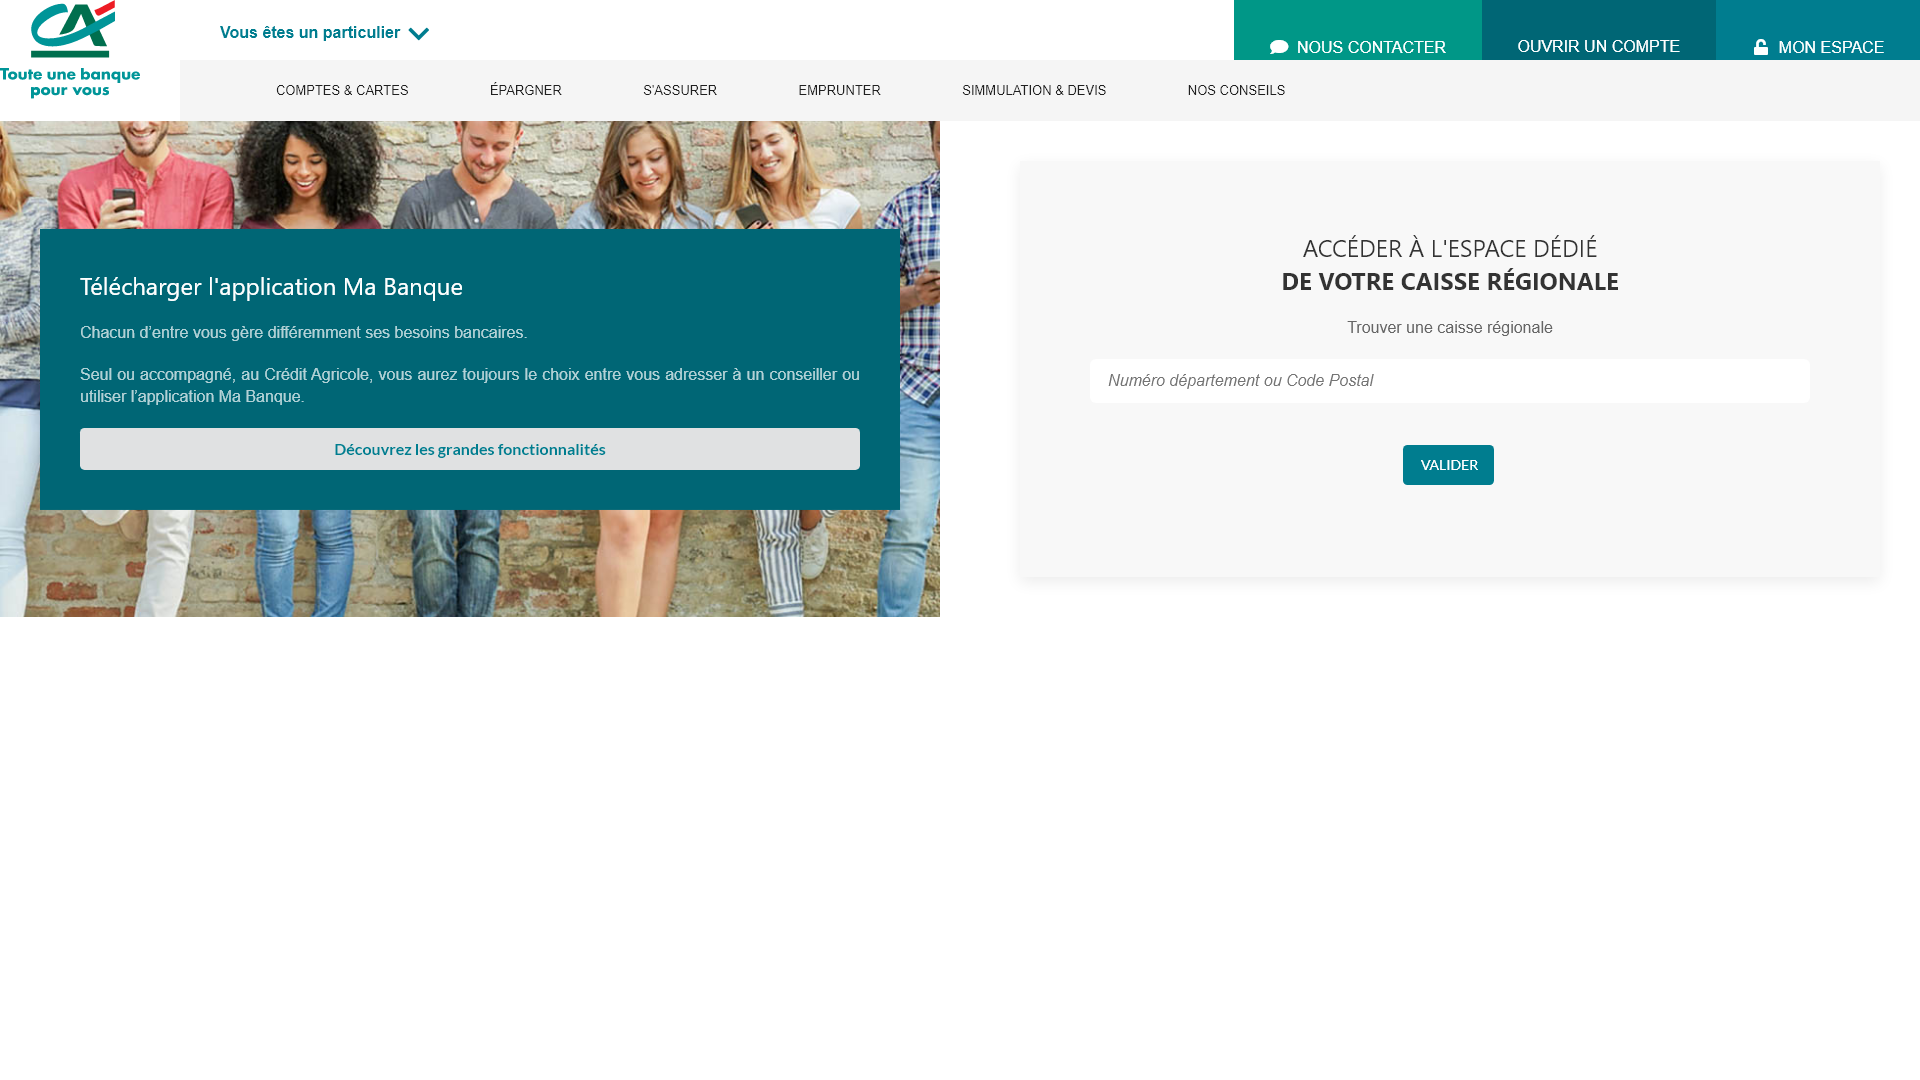 CA
Toute une banque
pour vous
Vous êtes un particulier
NOUS CONTACTER
OUVRIR UN COMPTE
MON ESPACE
COMPTES & CARTES
ÉPARGNER
S'ASSURER
EMPRUNTER
SIMMULATION & DEVIS
NOS CONSEILS
Télécharger l'application Ma Banque
Chacun d’entre vous gère différemment ses besoins bancaires.
Seul ou accompagné, au Crédit Agricole, vous aurez toujours le choix entre vous adresser à un conseiller ou
utiliser l’application Ma Banque.
Découvrez les grandes fonctionnalités
ACCÉDER À L'ESPACE DÉDIÉ
DE VOTRE CAISSE RÉGIONALE
Trouver une caisse régionale
Numéro département ou Code Postal
VALIDER